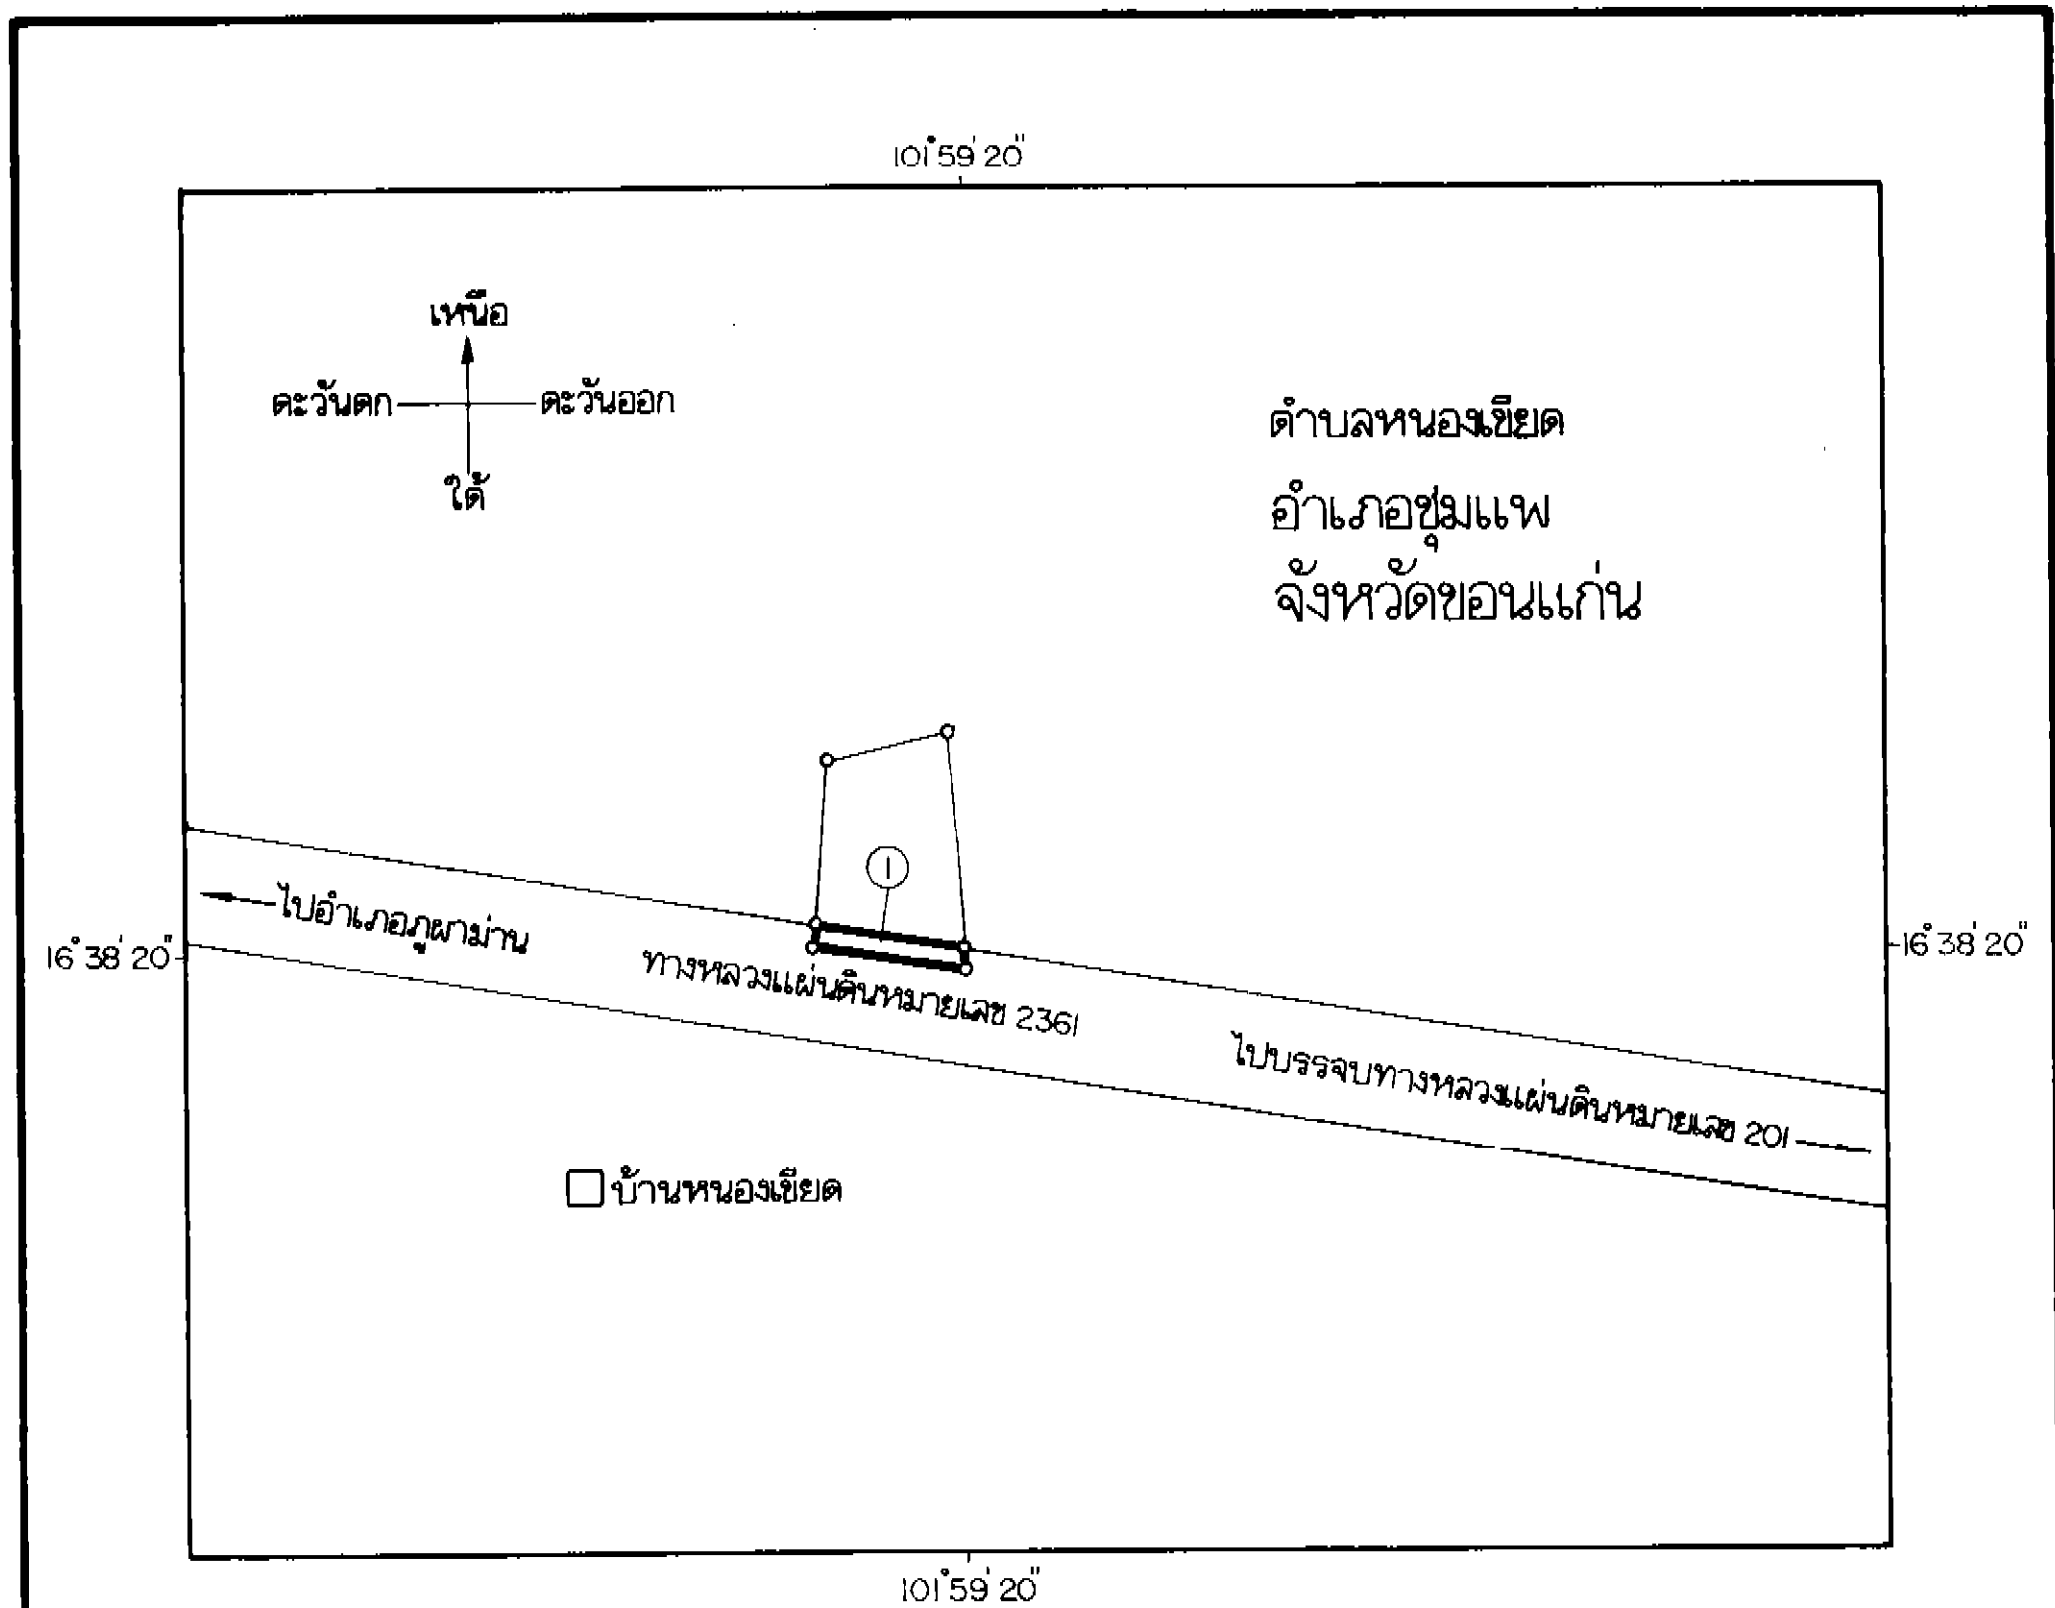 101°59'20"
เหนือ
ตะวันตก
ตะวันออก
ใต้
ตำบลหนองเขียด
อำเภอชุมแพ
จังหวัดขอนแก่น
1
ไปอำเภอภูผาม่าน
16°38'20"
16°38'20"
ทางหลวงแผ่นดินหมายเลข 2361
ไปบรรจบทางหลวงแผ่นดินหมายเลข 201
บ้านหนองเขียด
101°59'20"